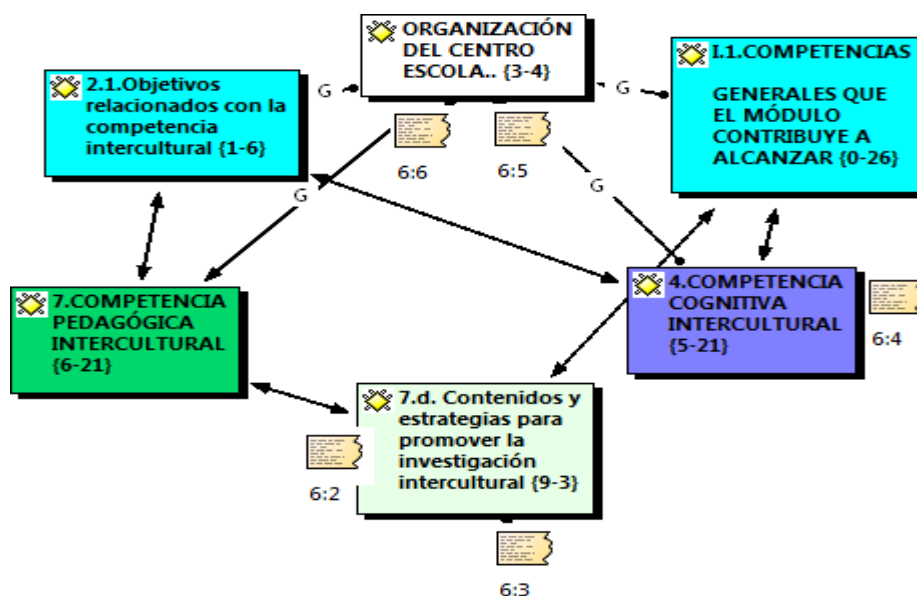 ORGANIZACIÓN
DEL CENTRO
ESCOLA.. {3-4}
I.1.COMPETENCIAS
GENERALES QUE
EL MÓDULO
CONTRIBUYE A
ALCANZAR {0-26}
2.1.Objetivos
relacionados con la
competencia
intercultural {1-6}
G
G
6:6
6:5
G
G
7.COMPETENCIA
PEDAGÓGICA
INTERCULTURAL
{6-21}
4.COMPETENCIA
COGNITIVA
INTERCULTURAL
{5-21}
6:4
7.d. Contenidos y
estrategias para
promover la
investigación
intercultural {9-3}
6:2
6:3